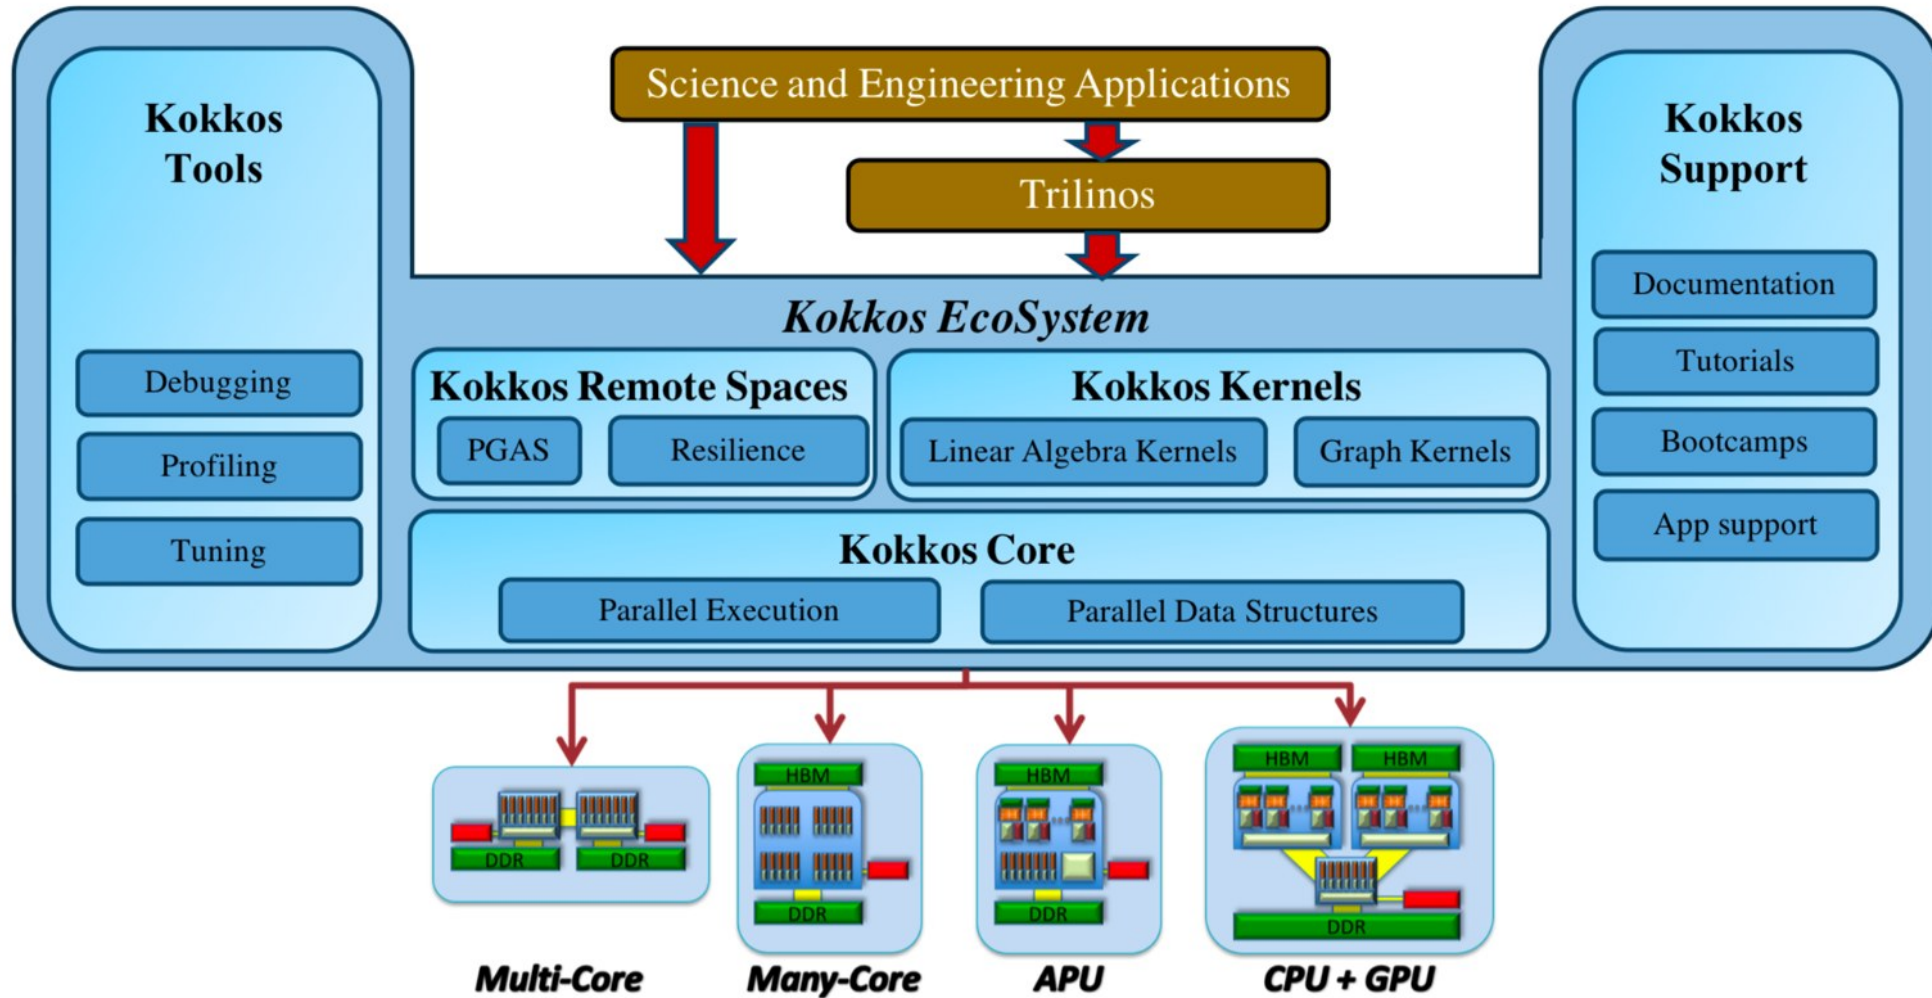 Kokkos
Tools
Debugging
Profiling
Tuning
Science and Engineering Applications
Trilinos
Kokkos EcoSystem
Kokkos Remote Spaces
PGAS
Resilience
Kokkos Kernels
Linear Algebra Kernels
Graph Kernels
Kokkos Core
Parallel Execution
Parallel Data Structures
Kokkos
Support
Documentation
Tutorials
Bootcamps
App support
DDR
DDR
Multi-Core
HBM
DDR
Many-Core
HBM
DDR
APU
HBM
HBM
DDR
CPU + GPU